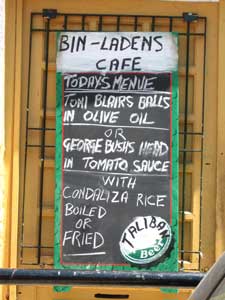 BIN-LADENS
CAFE
TODAY'S MENUE
TONI BLAIRS BALLS
IN OLIVE OIL
OR
GEORGE BUSHS HEAD
IN TOMATO SAUCE
WITH
CONDALIZA RICE
BOILED
OR
FRIED
TALIBAN
Beer